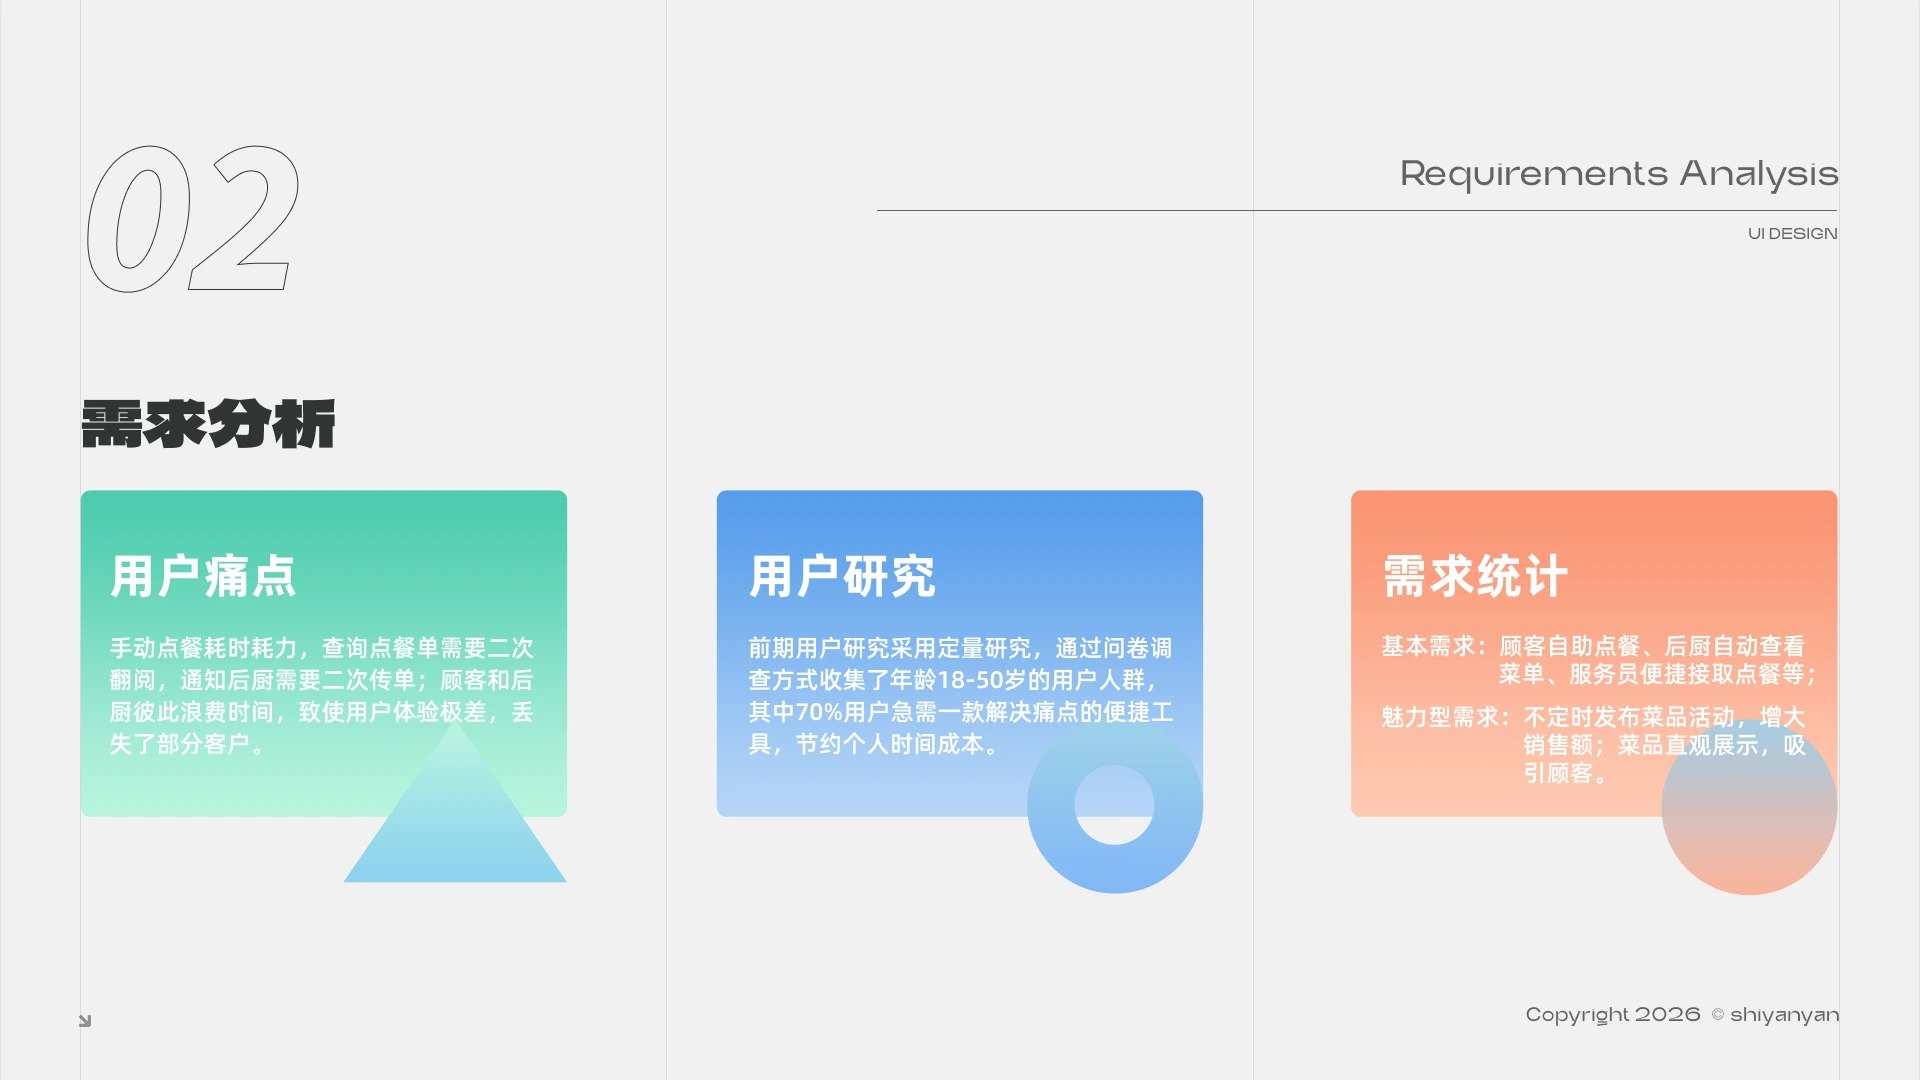 02
Requirements Analysis
UI DESIGN
需求分析
用户痛点
手动点餐耗时耗力，查询点餐单需要二次
翻阅，通知后厨需要二次传单；顾客和后
厨彼此浪费时间，致使用户体验极差，丢
失了部分客户。
用户研究
前期用户研究采用定量研究，通过问卷调
查方式收集了年龄18-50岁的用户人群，
其中70%用户急需一款解决痛点的便捷工
具，节约个人时间成本。
需求统计
基本需求：顾客自助点餐、后厨自动查看
菜单、服务员便捷接取点餐等；
魅力型需求：不定时发布菜品活动，增大
销售额；菜品直观展示，吸
引顾客。
Copyright 2026 © shiyanyan